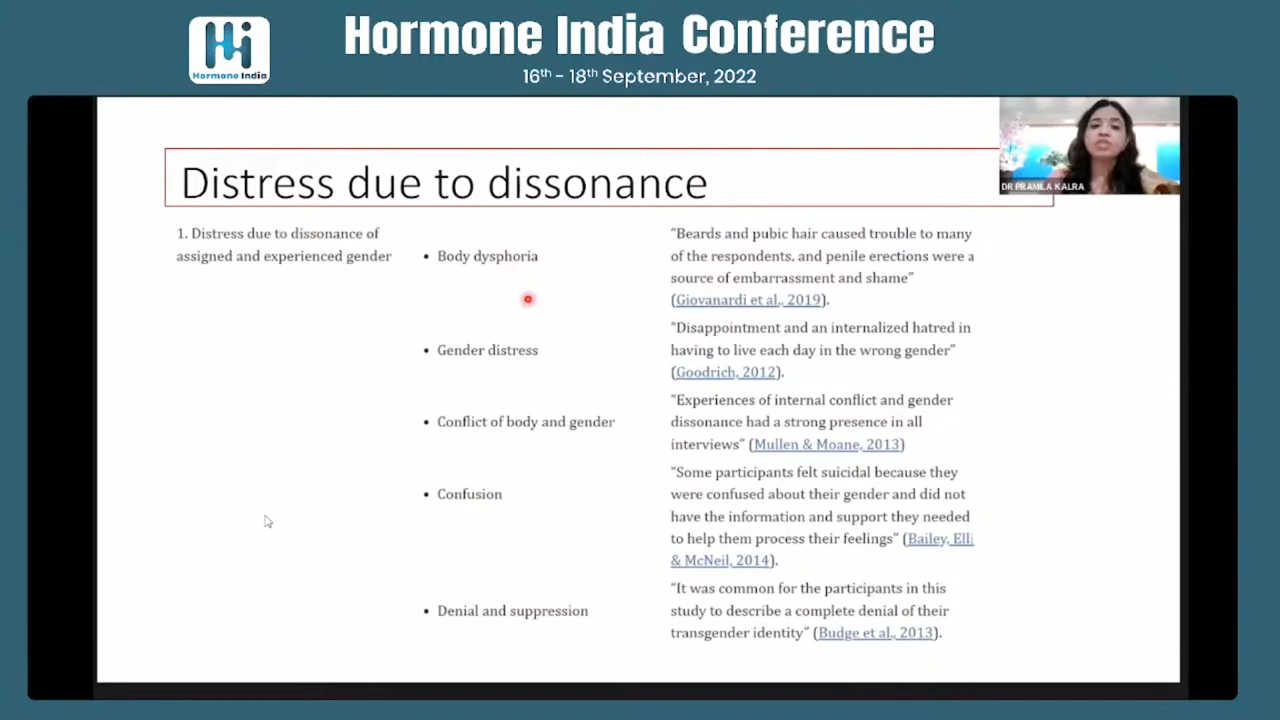 Hormone India Conference
16th - 18th September, 2022
Hormone India
DR PRAMILA KALRA
Distress due to dissonance
1. Distress due to dissonance of
assigned and experienced gender
• Body dysphoria
"Beards and pubic hair caused trouble to many
of the respondents, and penile erections were a
source of embarrassment and shame"
(Giovanardi et al., 2019).
• Gender distress
"Disappointment and an internalized hatred in
having to live each day in the wrong gender"
(Goodrich, 2012).
• Conflict of body and gender
"Experiences of internal conflict and gender
dissonance had a strong presence in all
interviews" (Mullen & Moane, 2013)
• Confusion
"Some participants felt suicidal because they
were confused about their gender and did not
have the information and support they needed
to help them process their feelings" (Bailey, Elli
& McNeil, 2014).
• Denial and suppression
"It was common for the participants in this
study to describe a complete denial of their
transgender identity" (Budge et al., 2013).